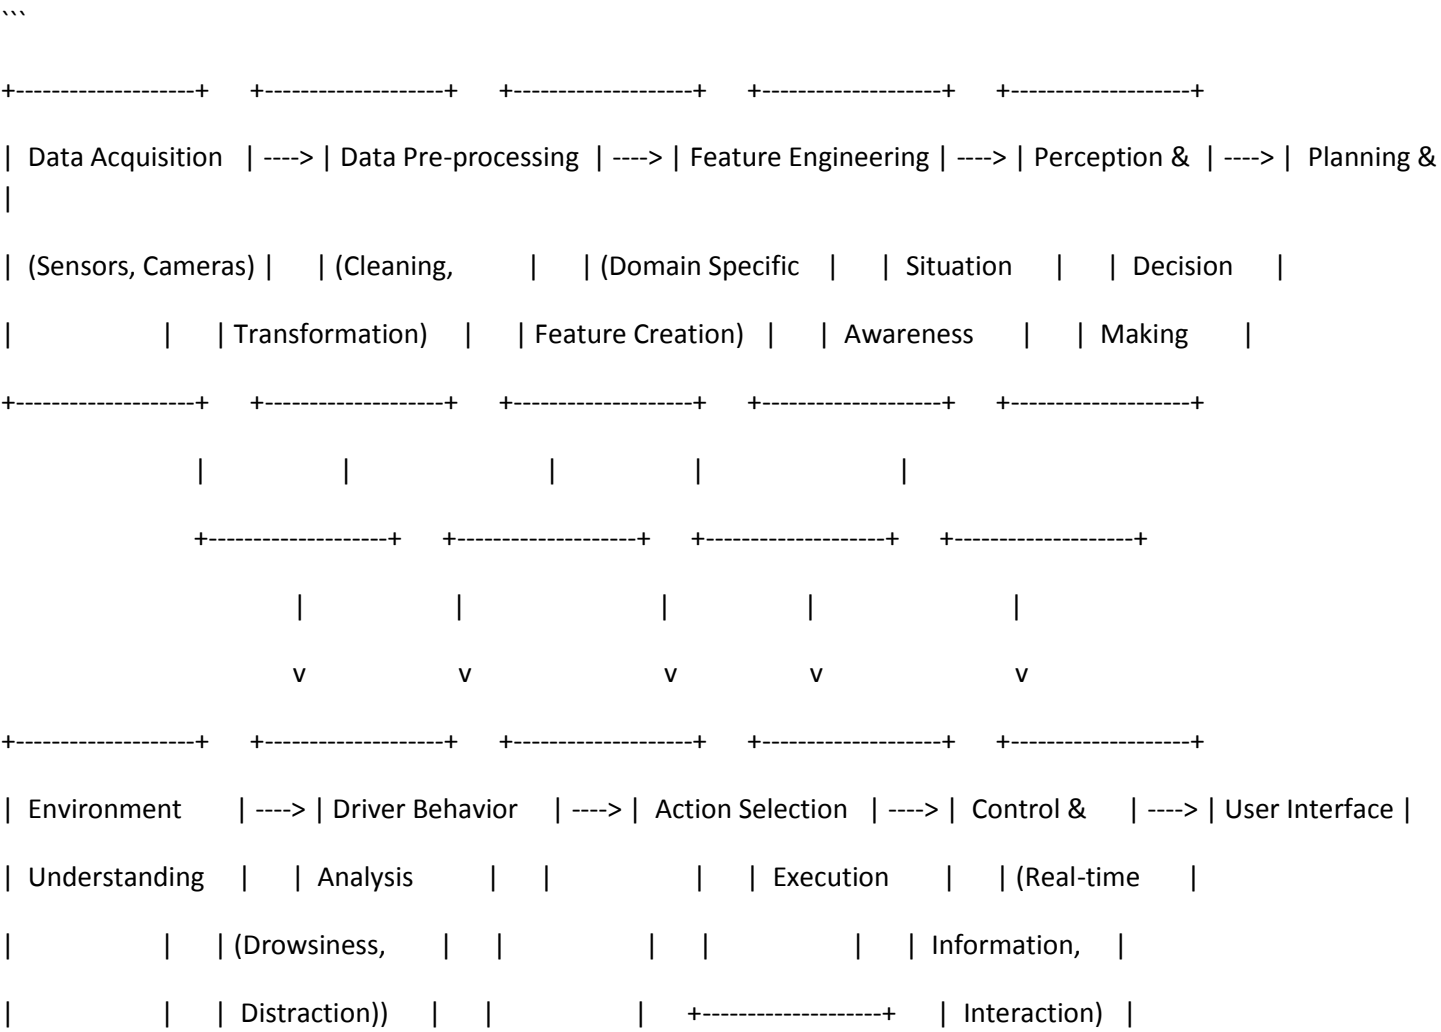 ```
+--------------------+ +--------------------+ +--------------------+ +--------------------+ +--------------------+
| Data Acquisition | ----> | Data Pre-processing | ----> | Feature Engineering | ----> | Perception & | ----> | Planning &
|
| (Sensors, Cameras) | | (Cleaning, | | (Domain Specific | | Situation | | Decision |
| | | Transformation) | | Feature Creation) | | Awareness | | Making |
+--------------------+ +--------------------+ +--------------------+ +--------------------+ +--------------------+
| | | | |
+--------------------+ +--------------------+ +--------------------+ +--------------------+
| | | | |
v v v v v
+--------------------+ +--------------------+ +--------------------+ +--------------------+ +--------------------+
| Environment | ----> | Driver Behavior | ----> | Action Selection | ----> | Control & | ----> | User Interface |
| Understanding | | Analysis | | | | Execution | | (Real-time |
| | | (Drowsiness, | | | | | | Information, |
| | | Distraction)) | | | +--------------------+ | Interaction) |